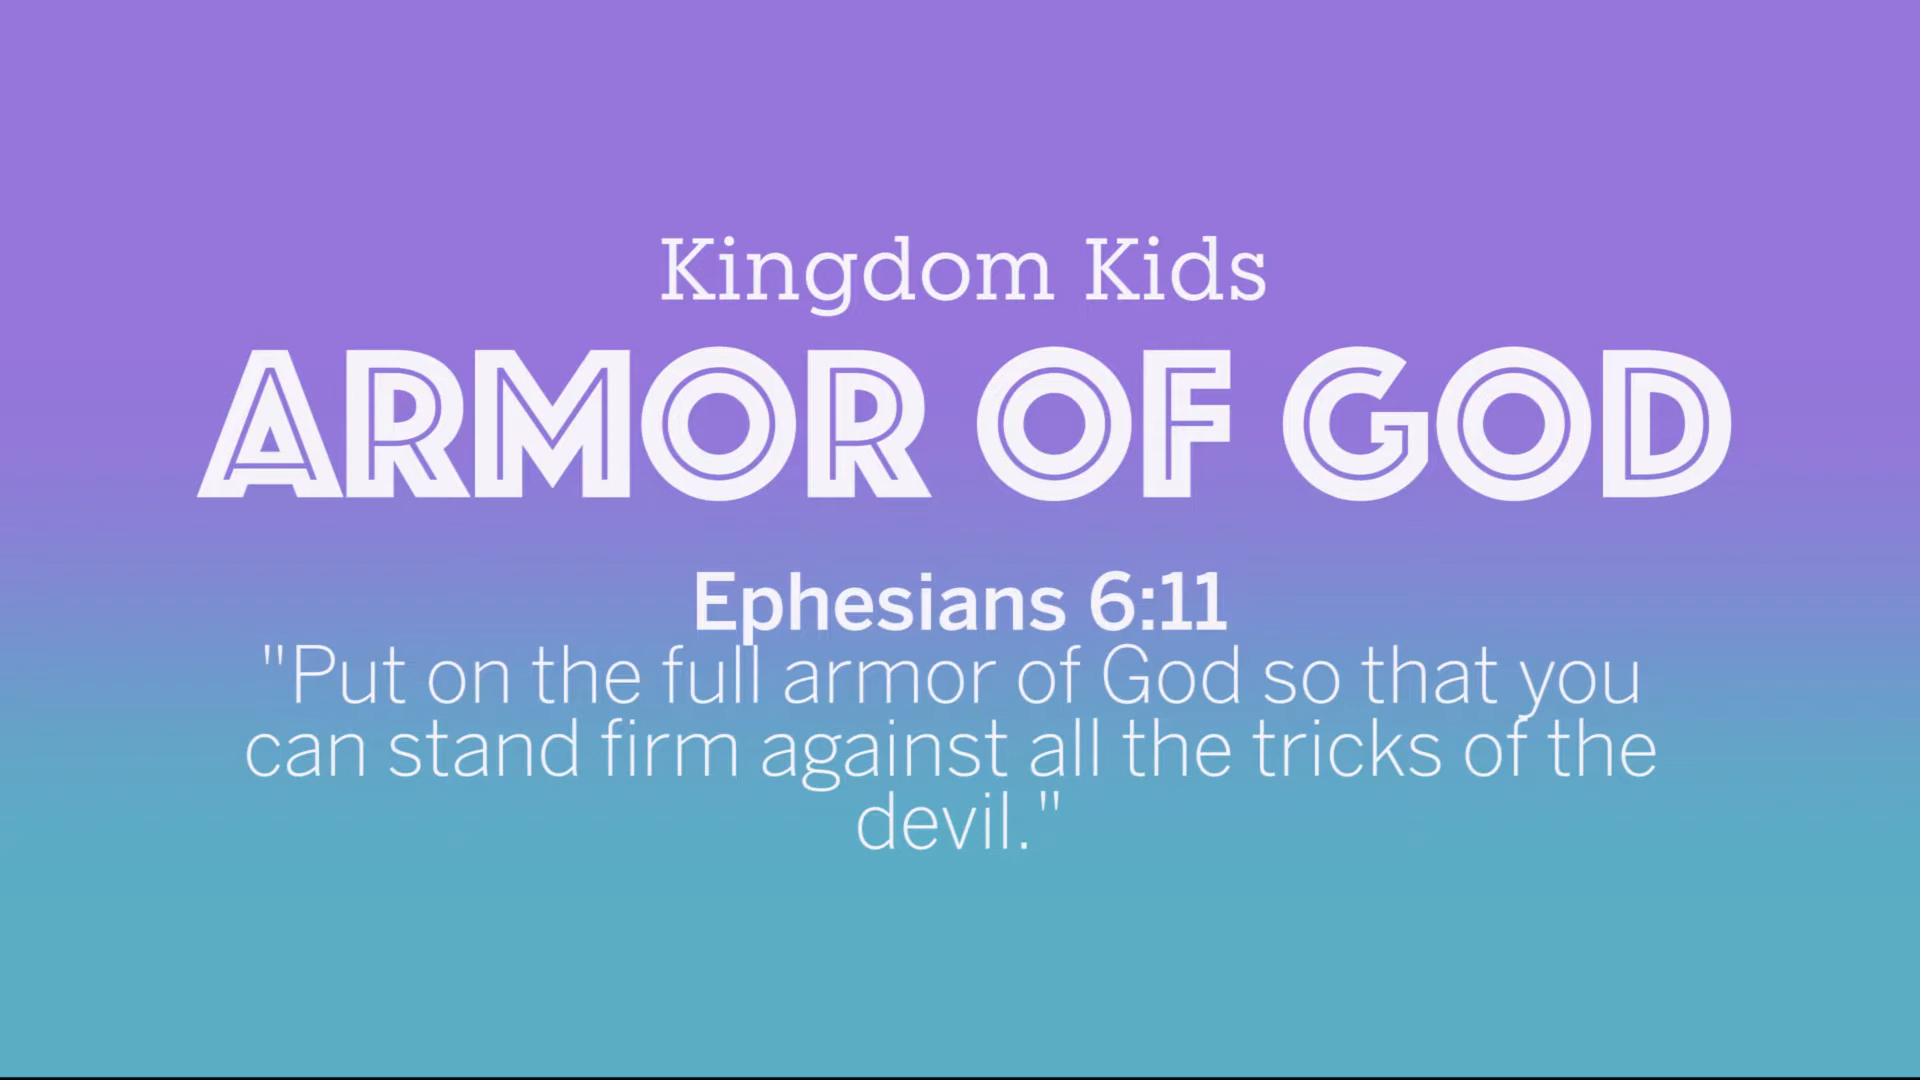 Kingdom Kids
ARMOR OF GOD
Ephesians 6:11
"Put on the full armor of God so that you
can stand firm against all the tricks of the
devil."